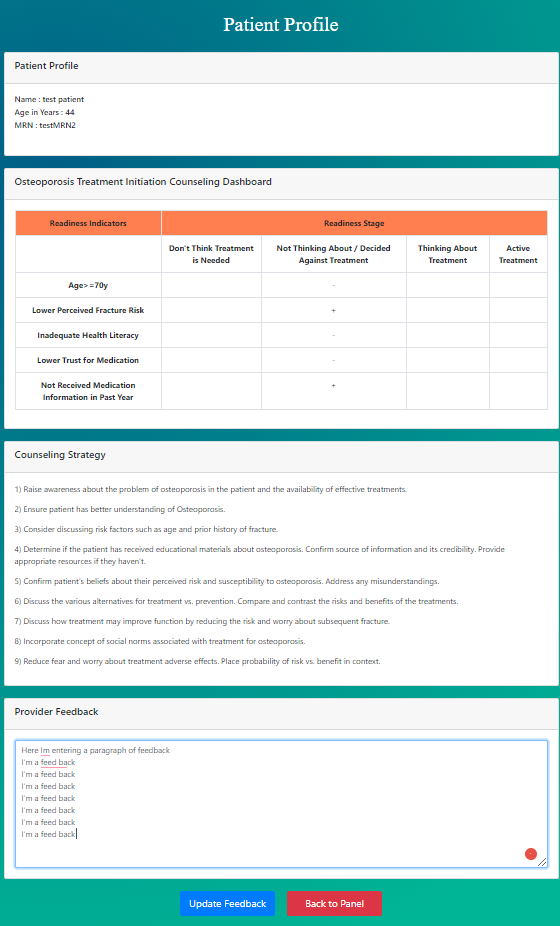 Patient Profile
Patient Profile
Name : test patient
Age in Years : 44
MRN : testMRN2
Osteoporosis Treatment Initiation Counseling Dashboard
Readiness Indicators Readiness Stage
Don't Think Treatment is Needed Not Thinking About / Decided Against Treatment Thinking About Treatment Active Treatment
Age>=70y -
Lower Perceived Fracture Risk +
Inadequate Health Literacy -
Lower Trust for Medication -
Not Received Medication Information in Past Year +
Counseling Strategy
1) Raise awareness about the problem of osteoporosis in the patient and the availability of effective treatments.
2) Ensure patient has better understanding of Osteoporosis.
3) Consider discussing risk factors such as age and prior history of fracture.
4) Determine if the patient has received educational materials about osteoporosis. Confirm source of information and its credibility. Provide
appropriate resources if they haven't.
5) Confirm patient's beliefs about their perceived risk and susceptibility to osteoporosis. Address any misunderstandings.
6) Discuss the various alternatives for treatment vs. prevention. Compare and contrast the risks and benefits of the treatments.
7) Discuss how treatment may improve function by reducing the risk and worry about subsequent fracture.
8) Incorporate concept of social norms associated with treatment for osteoporosis.
9) Reduce fear and worry about treatment adverse effects. Place probability of risk vs. benefit in context.
Provider Feedback
Here Im entering a paragraph of feedback
I'm a feed back
I'm a feed back
I'm a feed back
I'm a feed back
I'm a feed back
I'm a feed back
I'm a feed back
Update Feedback Back to Panel